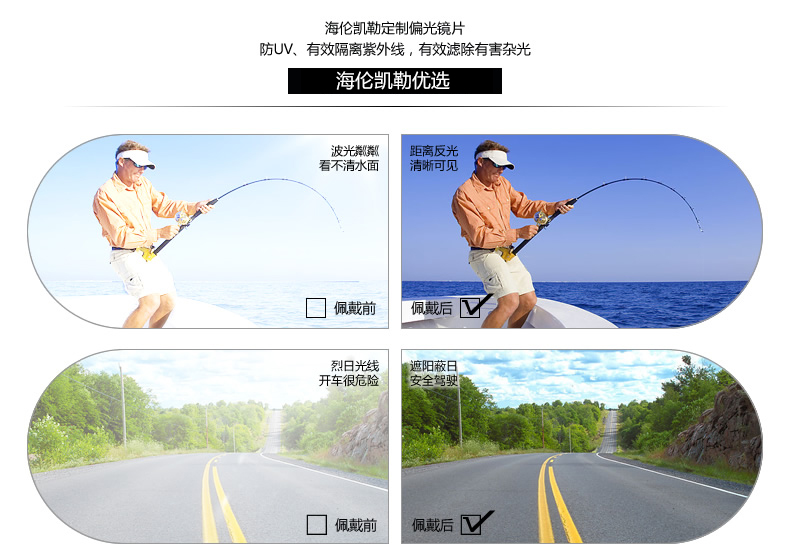 海伦凯勒定制偏光镜片
防UV、有效隔离紫外线，有效滤除有害杂光
海伦凯勒优选
波光粼粼
看不清水面
佩戴前
距离反光
清晰可见
佩戴后
烈日光线
开车很危险
佩戴前
遮阳蔽日
安全驾驶
佩戴后